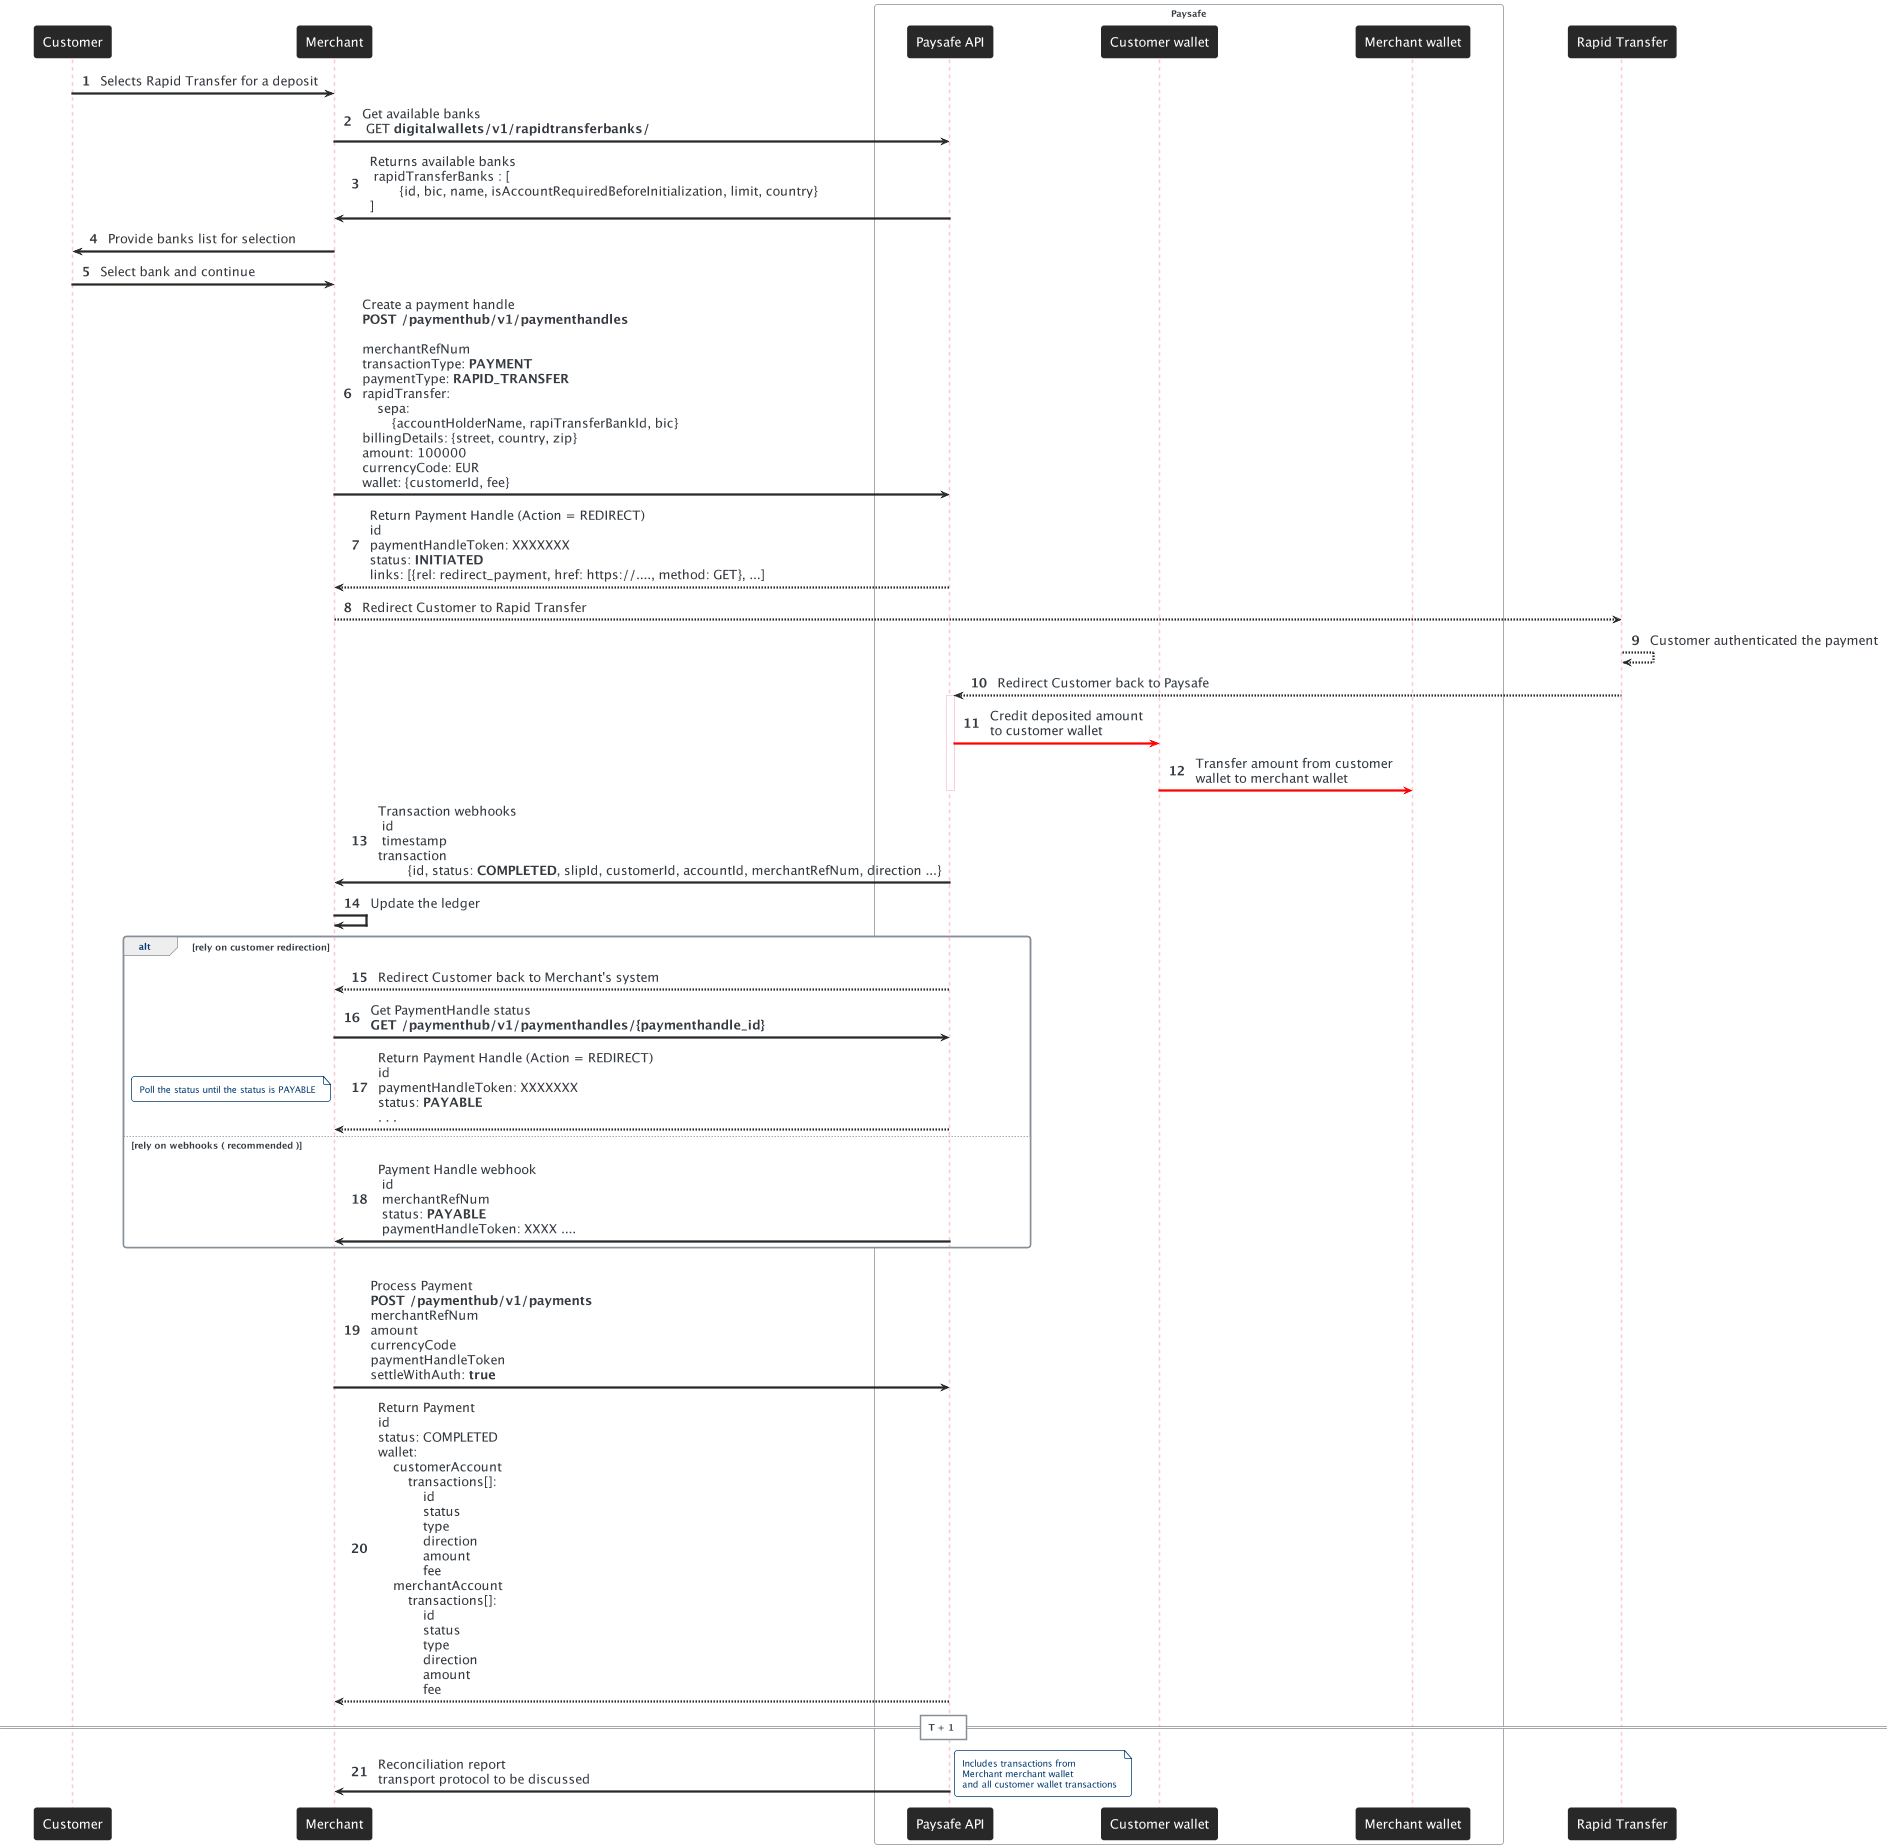 Paysafe
Customer
Merchant
Paysafe API
Customer wallet
Merchant wallet
Rapid Transfer
1 Selects Rapid Transfer for a deposit
2 Get available banks
GET digitalwallets/v1/rapidtransferbanks/
3 Returns available banks
rapidTransferBanks : [
{id, bic, name, isAccountRequiredBeforeInitialization, limit, country}
]
4 Provide banks list for selection
5 Select bank and continue
Create a payment handle
POST /paymenthub/v1/paymenthandles
merchantRefNum
transactionType: PAYMENT
paymentType: RAPID_TRANSFER
6 rapidTransfer:
sepa:
{accountHolderName, rapiTransferBankId, bic}
billingDetails: {street, country, zip}
amount: 100000
currencyCode: EUR
wallet: {customerId, fee}
Return Payment Handle (Action = REDIRECT)
id
7 paymentHandleToken: XXXXXXX
status: INITIATED
links: [{rel: redirect_payment, href: https://...., method: GET}, ...]
8 Redirect Customer to Rapid Transfer
9 Customer authenticated the payment
10 Redirect Customer back to Paysafe
11 Credit deposited amount
to customer wallet
12 Transfer amount from customer
wallet to merchant wallet
Transaction webhooks
id
13 timestamp
transaction
{id, status: COMPLETED, slipId, customerId, accountId, merchantRefNum, direction ...}
14 Update the ledger
alt [rely on customer redirection]
15 Redirect Customer back to Merchant's system
16 Get PaymentHandle status
GET /paymenthub/v1/paymenthandles/{paymenthandle_id}
Return Payment Handle (Action = REDIRECT)
id
Poll the status until the status is PAYABLE
17 paymentHandleToken: XXXXXXX
status: PAYABLE
. . .
[rely on webhooks ( recommended )]
Payment Handle webhook
id
18 merchantRefNum
status: PAYABLE
paymentHandleToken: XXXX ....
Process Payment
POST /paymenthub/v1/payments
merchantRefNum
19 amount
currencyCode
paymentHandleToken
settleWithAuth: true
Return Payment
id
status: COMPLETED
wallet:
customerAccount
transactions[]:
id
status
type
direction
20
amount
fee
merchantAccount
transactions[]:
id
status
type
direction
amount
fee
T + 1
21 Reconciliation report
transport protocol to be discussed
Includes transactions from
Merchant merchant wallet
and all customer wallet transactions
Customer
Merchant
Paysafe API
Customer wallet
Merchant wallet
Rapid Transfer